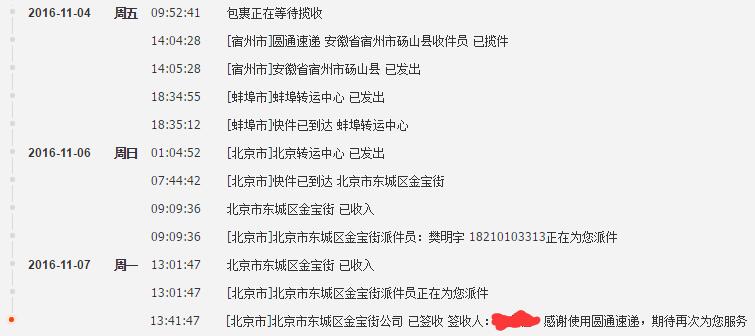 2016-11-04 周五 09:52:41 包裹正在等待揽收
14:04:28 [宿州市]圆通速递 安徽省宿州市砀山县收件员 已揽件
14:05:28 [宿州市]安徽省宿州市砀山县 已发出
18:34:55 [蚌埠市]蚌埠转运中心 已发出
18:35:12 [蚌埠市]快件已到达 蚌埠转运中心
2016-11-06 周日 01:04:52 [北京市]北京转运中心 已发出
07:44:42 [北京市]快件已到达 北京市东城区金宝街
09:09:36 北京市东城区金宝街 已收入
09:09:36 [北京市]北京市东城区金宝街派件员：樊明宇 18210103313正在为您派件
2016-11-07 周一 13:01:47 北京市东城区金宝街 已收入
13:01:47 [北京市]北京市东城区金宝街派件员正在为您派件
13:41:47 [北京市]北京市东城区金宝街公司 已签收 签收人： 感谢使用圆通速递，期待再次为您服务